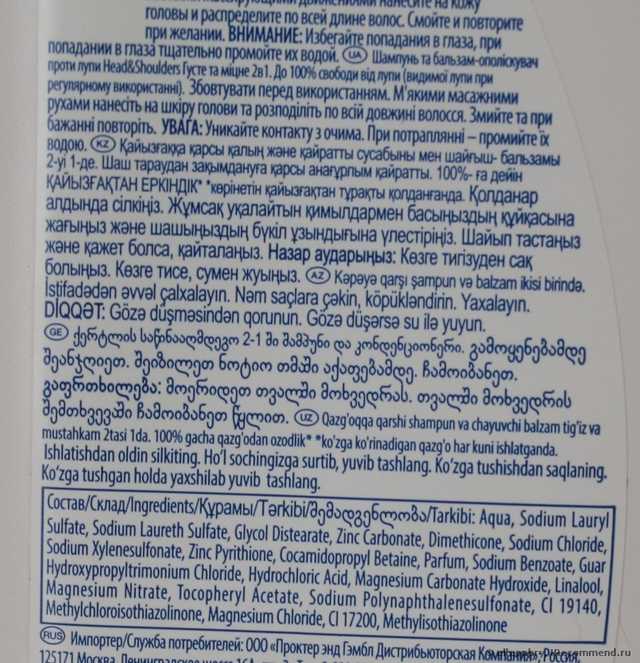 массирующими движениями нанесите на кожу
головы и распределите по всей длине волос. Смойте и повторите
при желании. ВНИМАНИЕ: Избегайте попадания в глаза, при
попадании в глаза тщательно промойте их водой. UA Шампунь та бальзам-ополіскувач
проти лупи Head&Shoulders Густе та міцне 2в1. До 100% свободи від лупи (видимої лупи при
регулярному використанні). Збовтувати перед використанням. М'якими масажними
рухами нанесіть на шкіру голови та розподіліть по всій довжині волосся. Змийте та при
бажанні повторіть. УВАГА: Уникайте контакту з очима. При потраплянні – промийте їх
водою. KZ Қайызғаққа қарсы қалың және қайратты сусабыны мен шайғыш- бальзамы
2-уі 1-де. Шаш тараудан зақымдануға қарсы анағұрлым қайратты. 100%- ға дейін
ҚАЙЫЗҒАҚТАН ЕРКІНДІК* *көрінетін қайызғақтан тұрақты қолданғанда. Қолданар
алдында сілкіңіз. Жұмсақ уқалайтын қимылдармен басыңыздың құйқасына
жағыңыз және шашыңыздың бүкіл ұзындығына үлестіріңіз. Шайып тастаңыз
және қажет болса, қайталаңыз. Назар аударыңыз: Көзге тигізуден сақ
болыңыз. Көзге тисе, сумен жуыңыз. AZ Kəpəyə qarşı şampun və balzam ikisi birində.
İstifadədən əvvəl çalxalayın. Nəm saçlara çəkin, köpükləndirin. Yaxalayın.
DİQQƏT: Gözə düşməsindən qorunun. Gözə düşərsə su ilə yuyun.
GE ქერტლის საწინააღმდეგო 2-1 ში შამპუნი და კონდენციონერი. გამოყენებამდე
შეანჯღრიეთ. შეიზილეთ ნოტიო თმაში აქაფებამდე. ჩამოიბანეთ.
გაფრთხილება: მოერიდეთ თვალში მოხვედრას. თვალში მოხვედრის
შემთხვევაში ჩამოიბანეთ წყლით. UZ Qazg'oqqa qarshi shampun va chayuvchi balzam tig'iz va
mustahkam 2tasi 1da. 100% gacha qazg'odan ozodlik* *ko'zga ko'rinadigan qazg'o har kuni ishlatganda.
Ishlatishdan oldin silkiting. Ho'l sochingizga surtib, yuvib tashlang. Ko'zga tushishdan saqlaning.
Ko'zga tushgan holda yaxshilab yuvib tashlang.
Состав/Склад/Ingredients/Құрамы/Tərkibi/შემადგენლობა/Tarkibi: Aqua, Sodium Lauryl
Sulfate, Sodium Laureth Sulfate, Glycol Distearate, Zinc Carbonate, Dimethicone, Sodium Chloride,
Sodium Xylenesulfonate, Zinc Pyrithione, Cocamidopropyl Betaine, Parfum, Sodium Benzoate, Guar
Hydroxypropyltrimonium Chloride, Hydrochloric Acid, Magnesium Carbonate Hydroxide, Linalool,
Magnesium Nitrate, Tocopheryl Acetate, Sodium Polynaphthalenesulfonate, CI 19140,
Methylchloroisothiazolinone, Magnesium Chloride, CI 17200, Methylisothiazolinone
RUS Импортер/Служба потребителей: ООО «Проктер энд Гэмбл Дистрибьюторская Компания», Россия,
125171 Москва, Ленинградское шоссе 16А